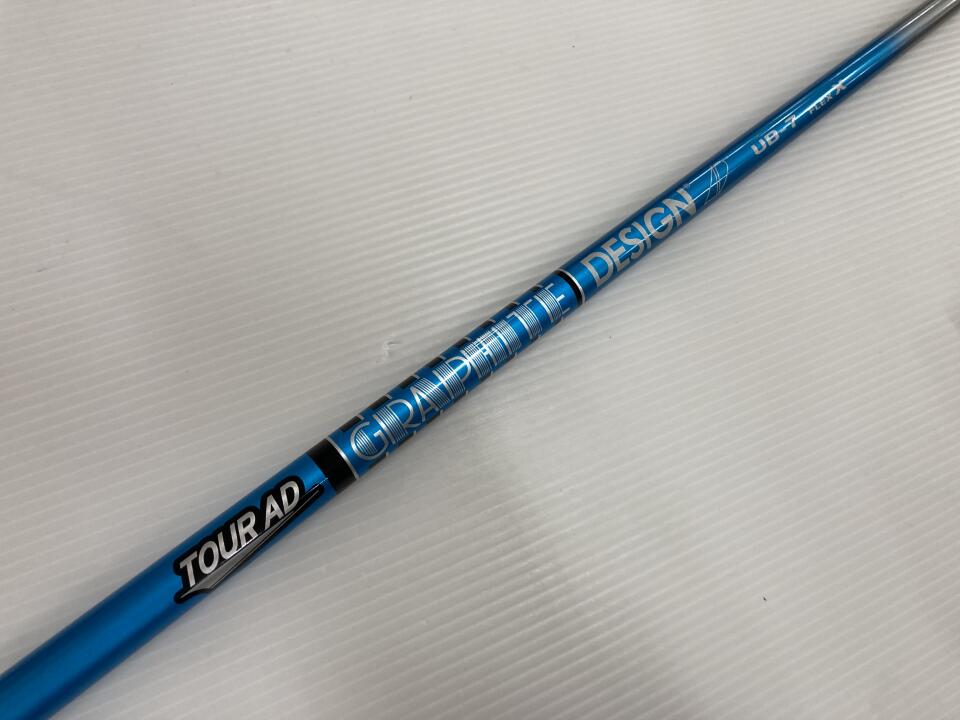 TOUR AD
GRAPHITE
DESIGN
UB-7 FLEX X